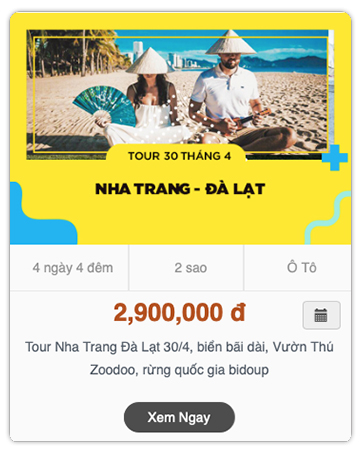 TOUR 30 THÁNG 4
NHA TRANG - ĐÀ LẠT
4 ngày 4 đêm
2 sao
Ô Tô
2,900,000 đ
Tour Nha Trang Đà Lạt 30/4, biển bãi dài, Vườn Thú
Zoodoo, rừng quốc gia bidoup
Xem Ngay